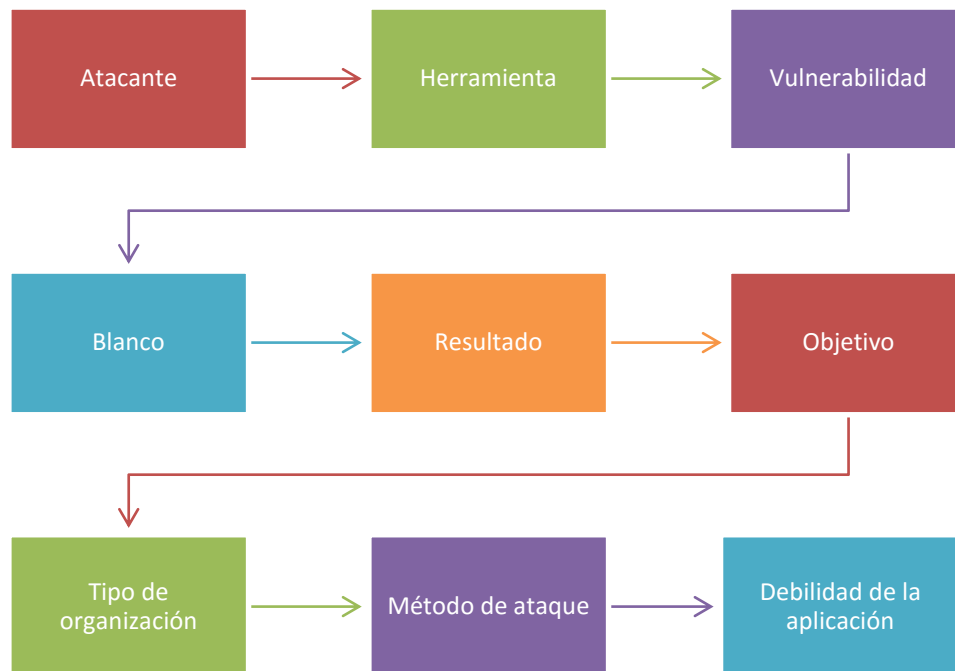 Atacante
Herramienta
Vulnerabilidad
Blanco
Resultado
Objetivo
Tipo de
organización
Método de ataque
Debilidad de la
aplicación